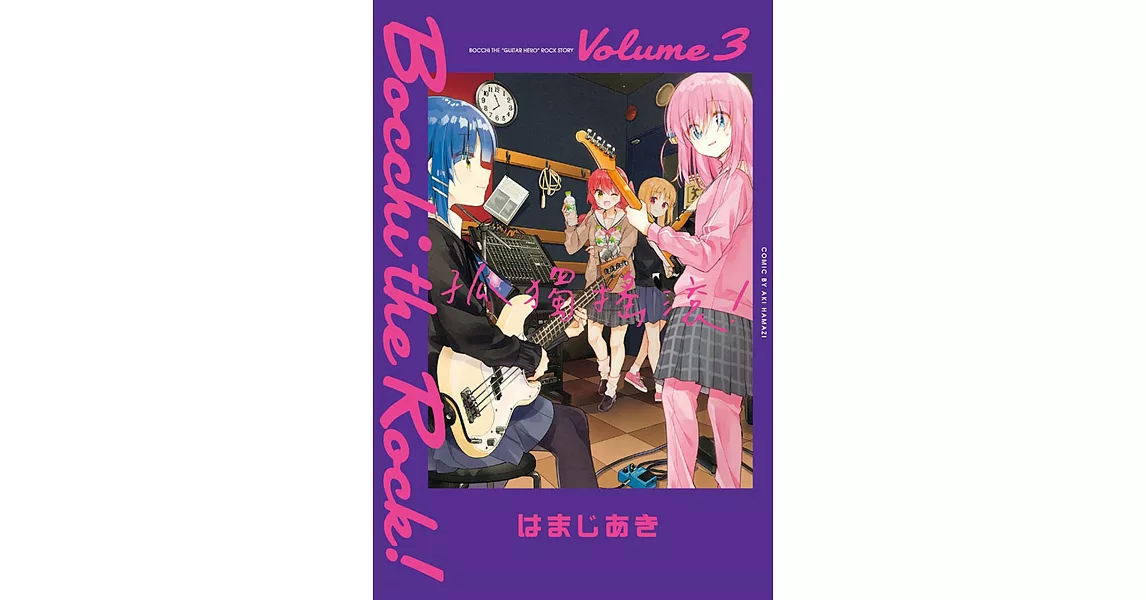 BOCCHI THE "GUITAR HERO" ROCK STORY
Volume 3
Bocchi the Rock!
孤獨搖滾！
COMIC BY AKI HAMAZI
はまじあき